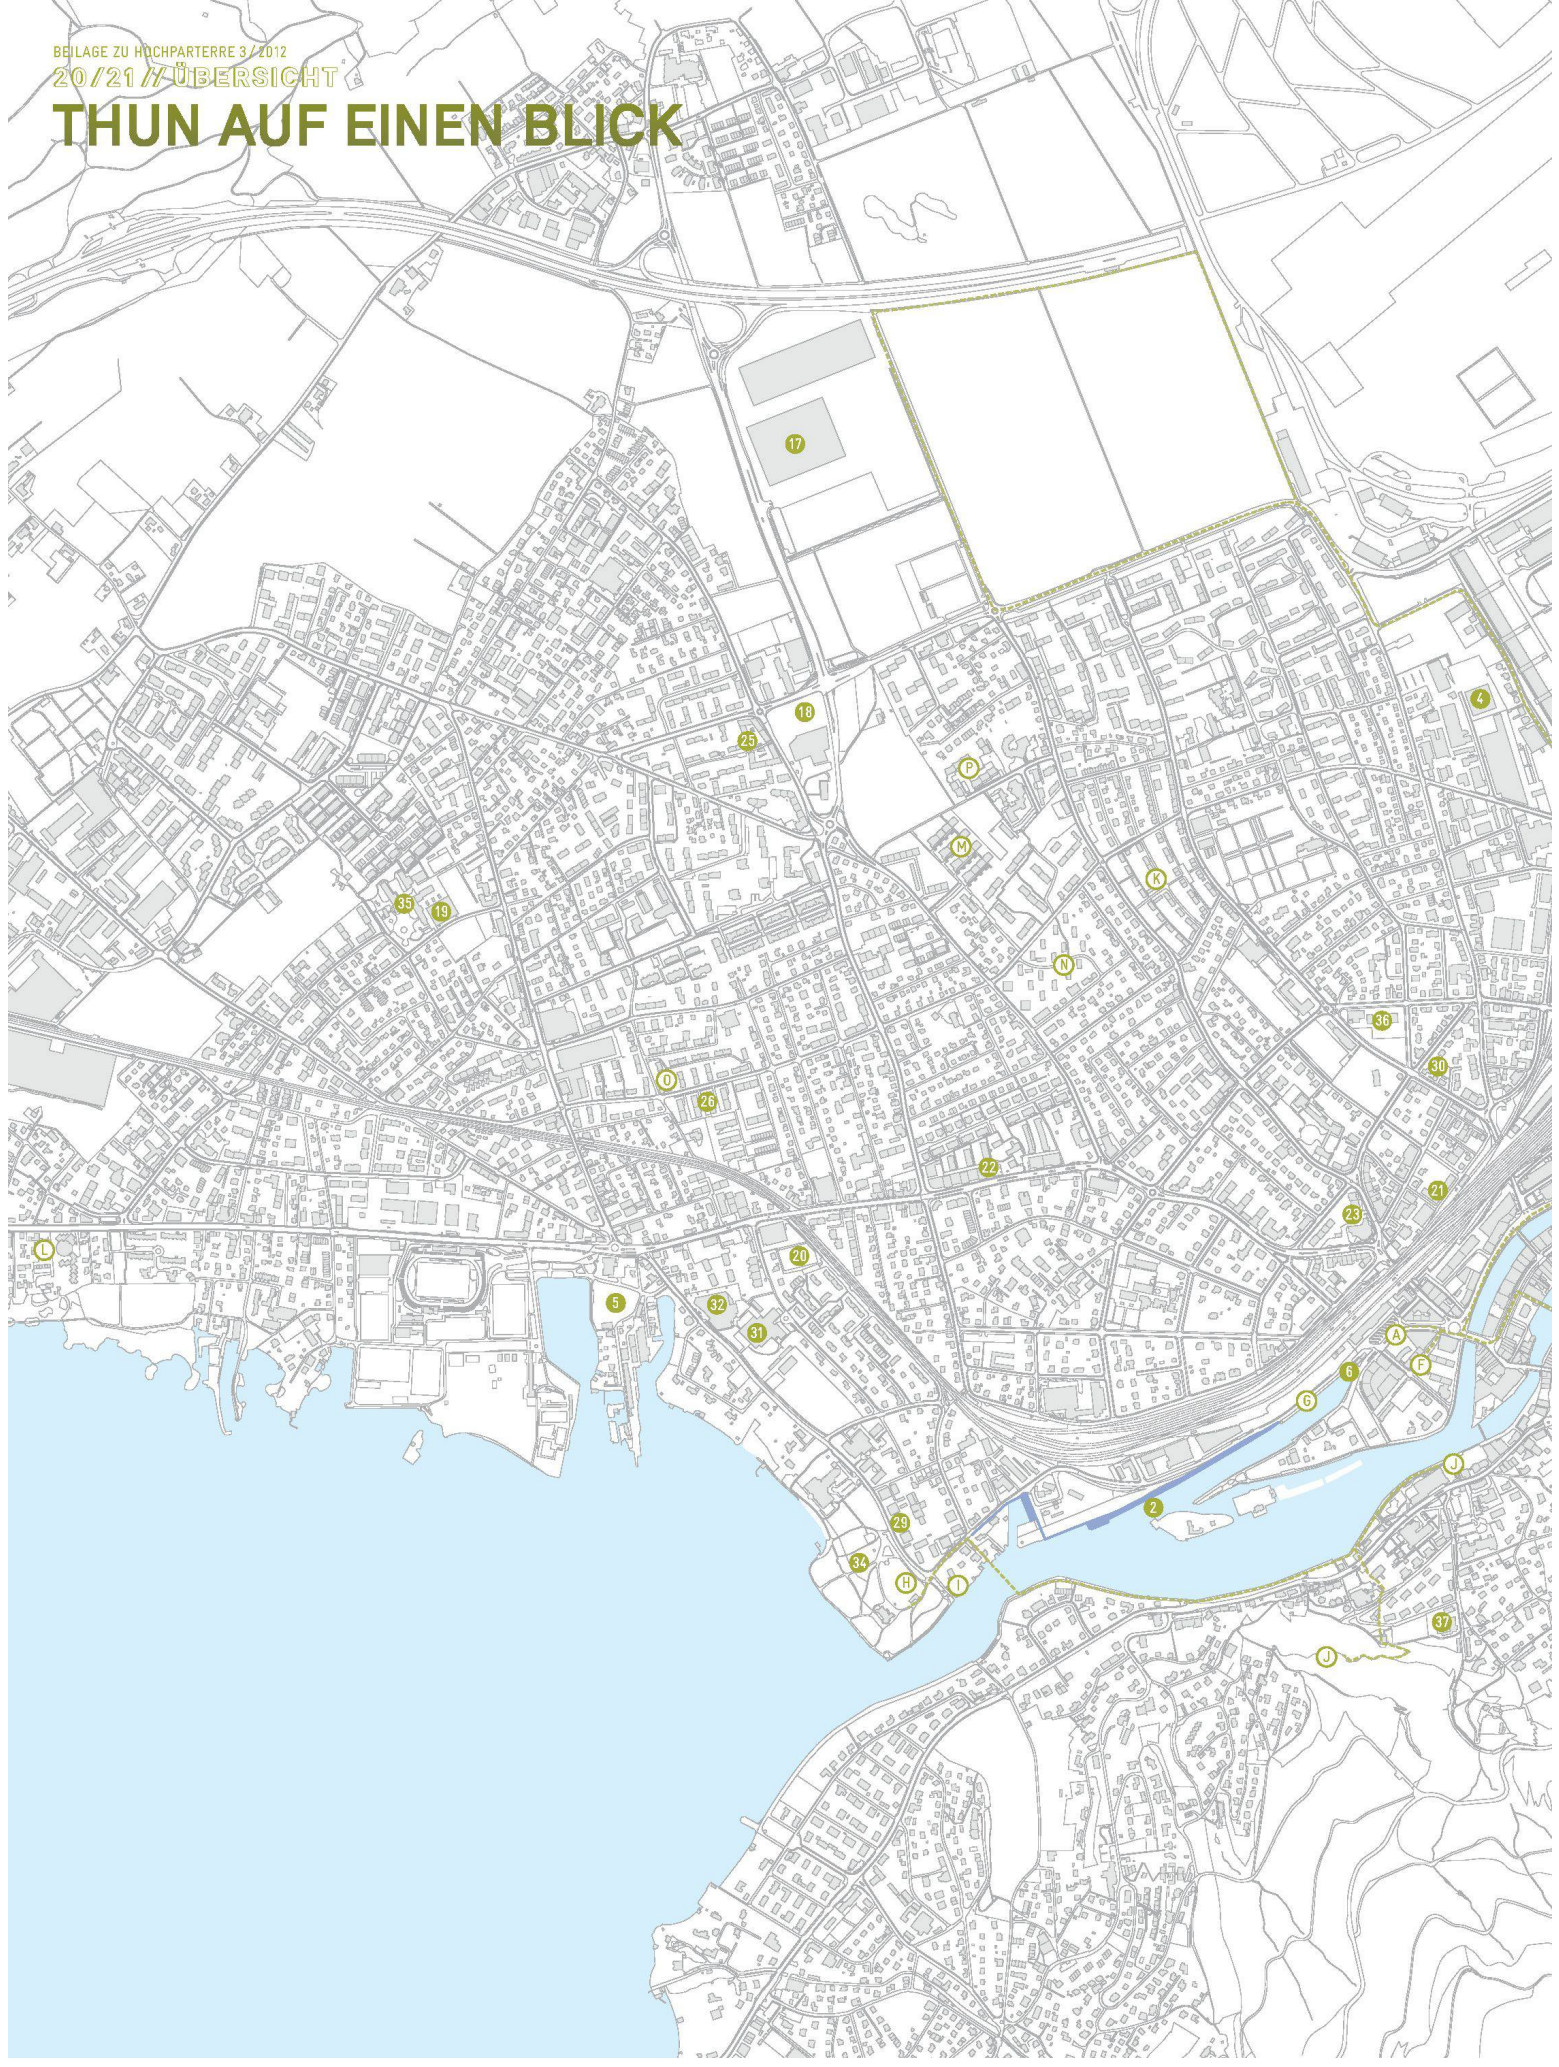 BEILAGE ZU HOCHPARTERRE 3/2012
20/21 // ÜBERSICHT
THUN AUF EINEN BLICK
17
4
18
25
P
M
K
35
19
N
36
30
O
26
22
21
23
L
20
5
32
31
A
F
6
G
J
2
29
34
H
I
37
J